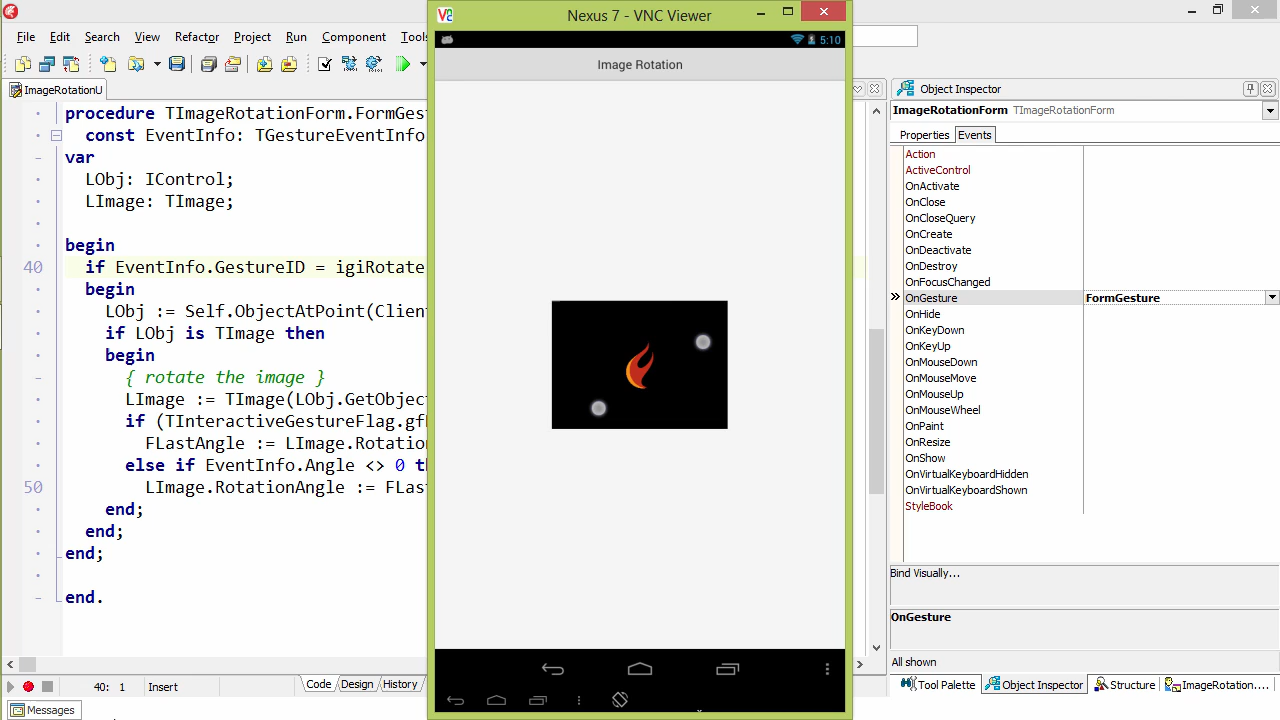 File Edit Search View Refactor Project Run Component Tools
ImageRotationU
procedure TImageRotationForm.FormGes
const EventInfo: TGestureEventInfo
var
LObj: IControl;
LImage: TImage;
begin
40 if EventInfo.GestureID = igiRotate
begin
LObj := Self.ObjectAtPoint(Clien
if LObj is TImage then
begin
{ rotate the image }
LImage := TImage(LObj.GetObjec
if (TInteractiveGestureFlag.gfB
FLastAngle := LImage.Rotation
else if EventInfo.Angle <> 0 th
50 LImage.RotationAngle := FLas
end;
end;
end;
end.
40: 1 Insert
Code Design History
Messages
Nexus 7 - VNC Viewer
5:10
Image Rotation
Object Inspector
ImageRotationForm TImageRotationForm
Properties Events
Action
ActiveControl
OnActivate
OnClose
OnCloseQuery
OnCreate
OnDeactivate
OnDestroy
OnFocusChanged
OnGesture FormGesture
OnHide
OnKeyDown
OnKeyUp
OnMouseDown
OnMouseMove
OnMouseUp
OnMouseWheel
OnPaint
OnResize
OnShow
OnVirtualKeyboardHidden
OnVirtualKeyboardShown
StyleBook
Bind Visually...
OnGesture
All shown
Tool Palette Object Inspector Structure ImageRotation....